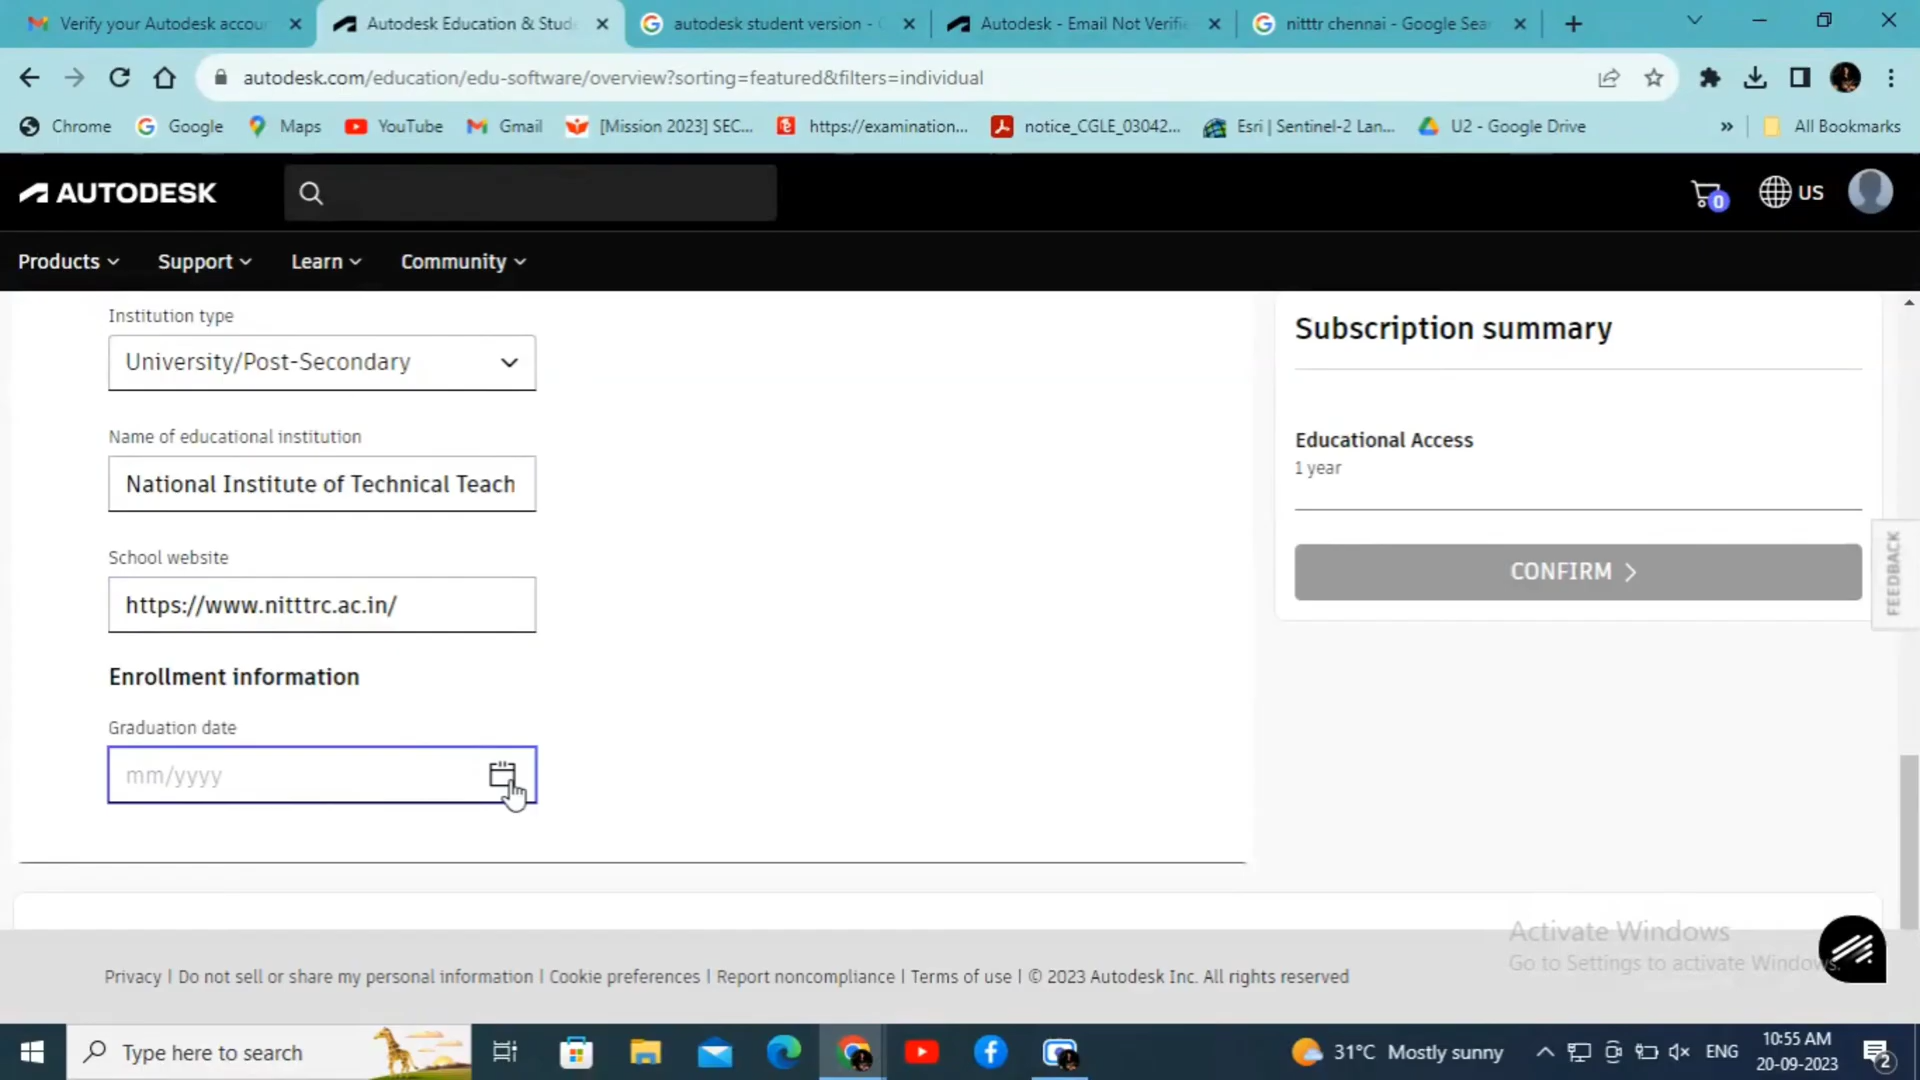 Verify your Autodesk accou
Autodesk Education & Stud
autodesk student version -
Autodesk - Email Not Verifi
nitttr chennai - Google Sea
autodesk.com/education/edu-software/overview?sorting=featured&filters=individual
Chrome
Google
Maps
YouTube
Gmail
[Mission 2023] SEC...
https://examination...
notice_CGLE_03042...
Esri | Sentinel-2 Lan...
U2 - Google Drive
»
All Bookmarks
AUTODESK
0
US
Products
Support
Learn
Community
Institution type
University/Post-Secondary
Name of educational institution
National Institute of Technical Teach
School website
https://www.nitttrc.ac.in/
Enrollment information
Graduation date
mm/yyyy
Subscription summary
Educational Access
1 year
CONFIRM
FEEDBACK
Activate Windows
Go to Settings to activate Windows.
Privacy | Do not sell or share my personal information | Cookie preferences | Report noncompliance | Terms of use | © 2023 Autodesk Inc. All rights reserved
Type here to search
31°C Mostly sunny
ENG
10:55 AM
20-09-2023
2